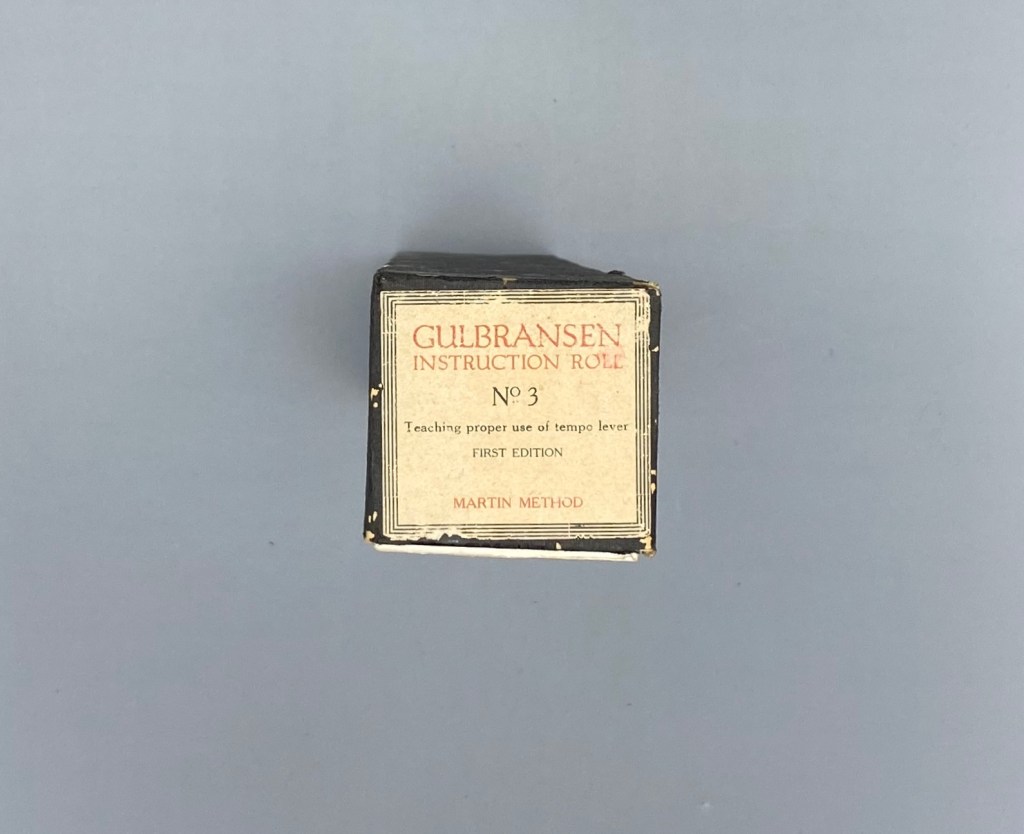 GULBRANSEN
INSTRUCTION ROLL
Nº 3
Teaching proper use of tempo lever
FIRST EDITION
MARTIN METHOD